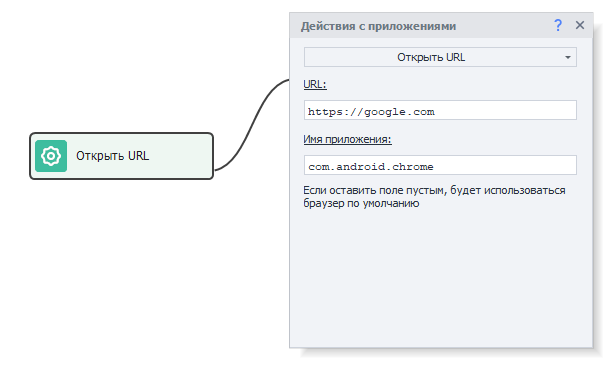 Открыть URL
Действия с приложениями ?
Открыть URL
URL:
https://google.com
Имя приложения:
com.android.chrome
Если оставить поле пустым, будет использоваться
браузер по умолчанию